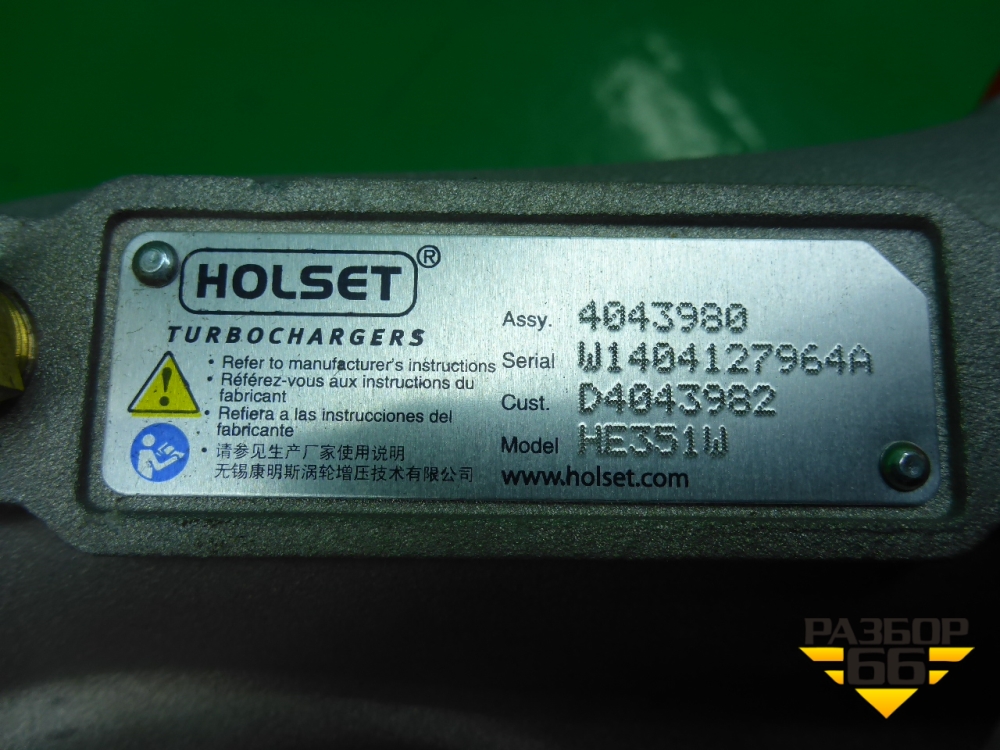 HOLSET®
TURBOCHARGERS
• Refer to manufacturer's instructions
• Référez-vous aux instructions du
fabricant
• Refiera a las instrucciones del
fabricante
• 请参见生产厂家使用说明
无锡康明斯涡轮增压技术有限公司
Assy. 4043980
Serial W1404127964A
Cust. D4043982
Model HE351W
www.holset.com
РАЗБОР
66